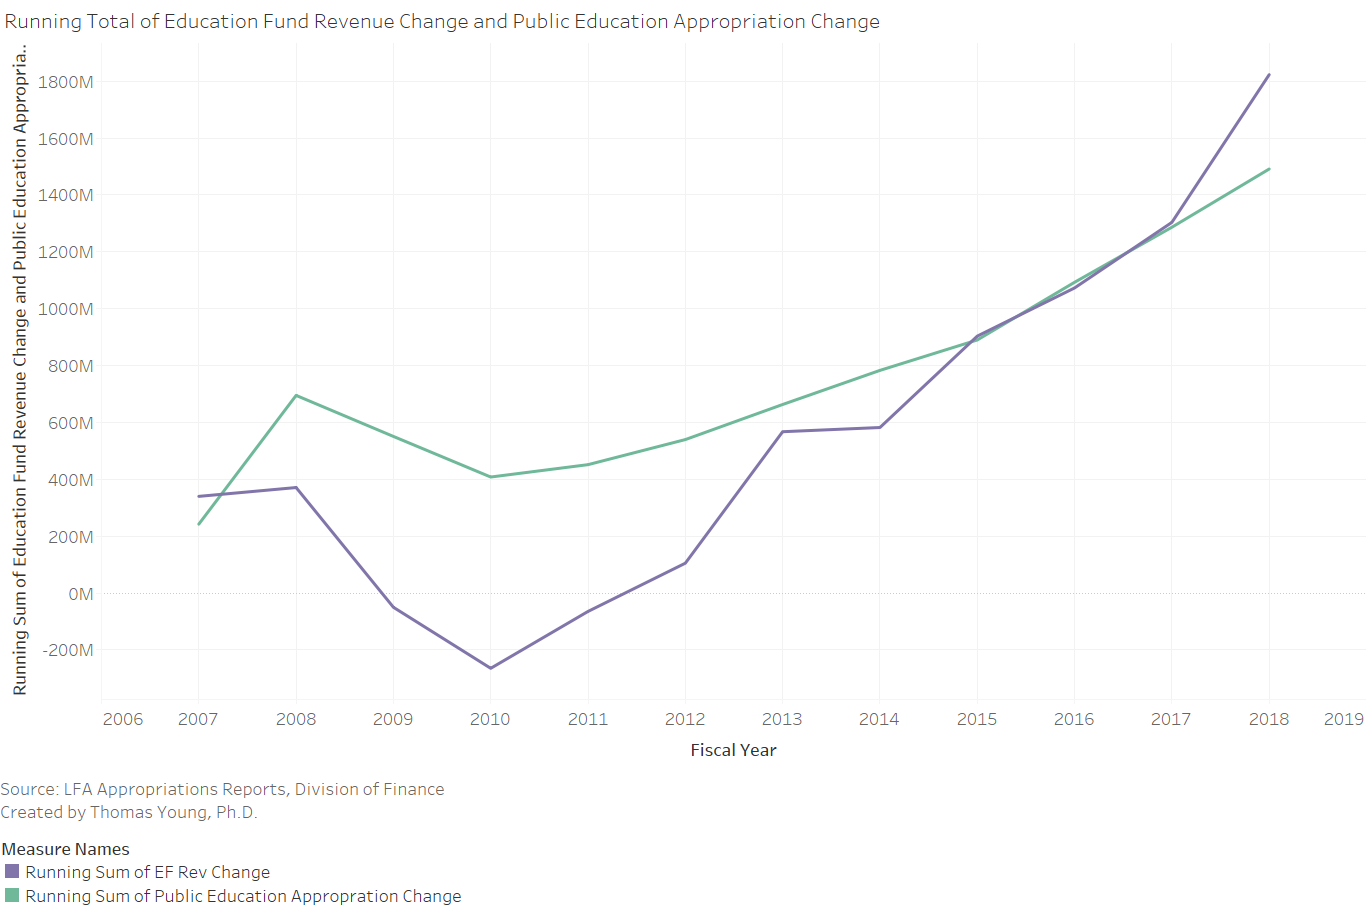 Running Total of Education Fund Revenue Change and Public Education Appropriation Change
Running Sum of Education Fund Revenue Change and Public Education Appropria..
1800M
1600M
1400M
1200M
1000M
800M
600M
400M
200M
0M
-200M
2006 2007 2008 2009 2010 2011 2012 2013 2014 2015 2016 2017 2018 2019
Fiscal Year
Source: LFA Appropriations Reports, Division of Finance
Created by Thomas Young, Ph.D.
Measure Names
Running Sum of EF Rev Change
Running Sum of Public Education Appropration Change